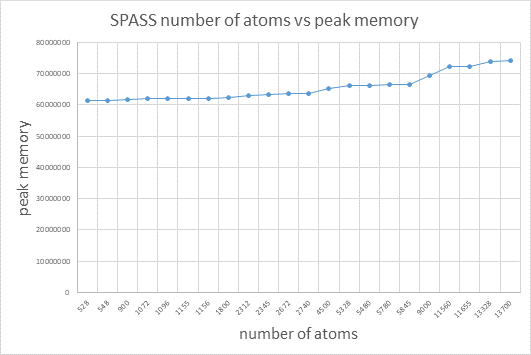 SPASS number of atoms vs peak memory
80000000
70000000
60000000
50000000
40000000
30000000
20000000
10000000
0
peak memory
528 548 900 1072 1096 1155 1156 1800 2312 2345 2672 2740 4500 5328 5480 5780 5845 9000 11560 11655 13328 13700
number of atoms